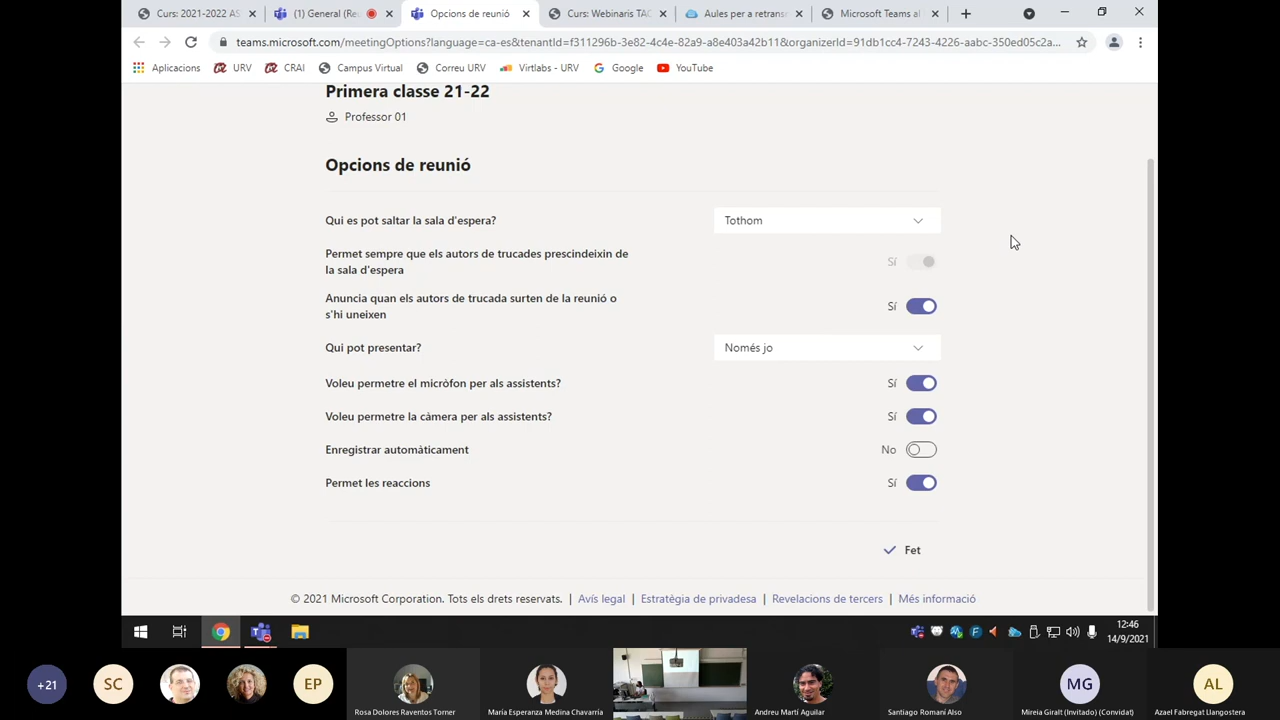 Curs: 2021-2022 AS
(1) General (Reu
Opcions de reunió
Curs: Webinaris TAC
Aules per a retrans
Microsoft Teams al
teams.microsoft.com/meetingOptions?language=ca-es&tenantId=f311296b-3e82-4c4e-82a9-a8e403a42b11&organizerId=91db1cc4-7243-4226-aabc-350ed05c2a...
Aplicacions
URV
CRAI
Campus Virtual
Correu URV
Virtlabs - URV
Google
YouTube
Primera classe 21-22
Professor 01
Opcions de reunió
Qui es pot saltar la sala d'espera?
Tothom
Permet sempre que els autors de trucades prescindeixin de
la sala d'espera
Sí
Anuncia quan els autors de trucada surten de la reunió o
s'hi uneixen
Sí
Qui pot presentar?
Només jo
Voleu permetre el micròfon per als assistents?
Sí
Voleu permetre la càmera per als assistents?
Sí
Enregistrar automàticament
No
Permet les reaccions
Sí
Fet
© 2021 Microsoft Corporation. Tots els drets reservats. | Avís legal | Estratègia de privadesa | Revelacions de tercers | Més informació
12:46
14/9/2021
+21
SC
EP
MG
AL
Rosa Dolores Raventos Torner
María Esperanza Medina Chavarría
Andreu Martí Aguilar
Santiago Romaní Also
Mireia Giralt (Invitado) (Convidat)
Azael Fabregat Llangostera